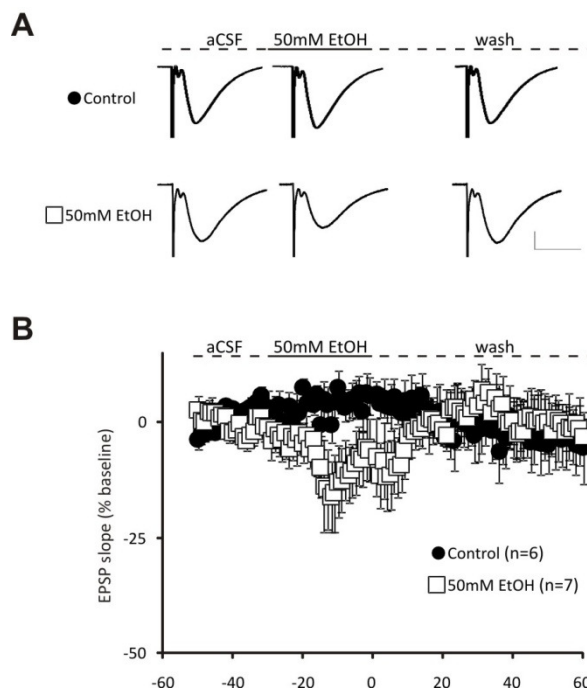 A
aCSF 50mM EtOH wash
Control
50mM EtOH
B
aCSF 50mM EtOH wash
0
-25
-50
EPSP slope (% baseline)
Control (n=6)
50mM EtOH (n=7)
-60 -40 -20 0 20 40 60